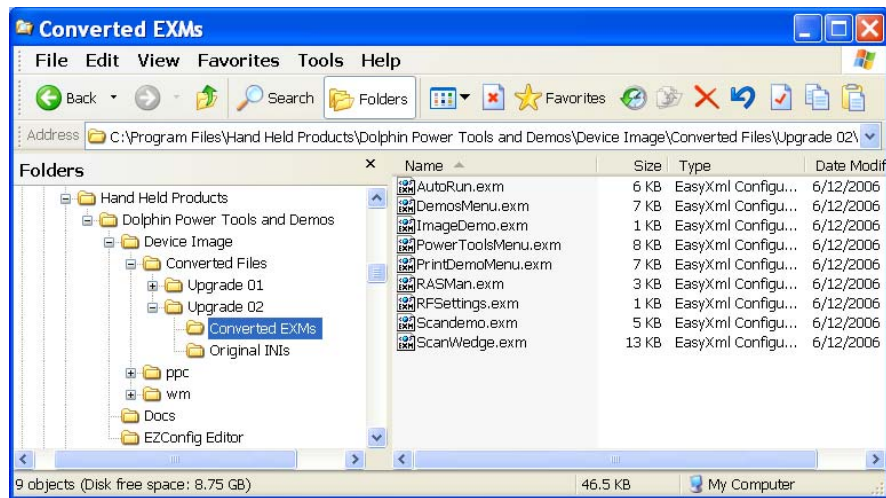 Converted EXMs
File Edit View Favorites Tools Help
Back Search Folders Favorites
Address C:\Program Files\Hand Held Products\Dolphin Power Tools and Demos\Device Image\Converted Files\Upgrade 02\
Folders
Hand Held Products
Dolphin Power Tools and Demos
Device Image
Converted Files
Upgrade 01
Upgrade 02
Converted EXMs
Original INIs
ppc
wm
Docs
EZConfig Editor
Name Size Type Date Modif
AutoRun.exm 6 KB EasyXml Configu... 6/12/2006
DemosMenu.exm 7 KB EasyXml Configu... 6/12/2006
ImageDemo.exm 1 KB EasyXml Configu... 6/12/2006
PowerToolsMenu.exm 8 KB EasyXml Configu... 6/12/2006
PrintDemoMenu.exm 7 KB EasyXml Configu... 6/12/2006
RASMan.exm 3 KB EasyXml Configu... 6/12/2006
RFSettings.exm 1 KB EasyXml Configu... 6/12/2006
Scandemo.exm 5 KB EasyXml Configu... 6/12/2006
ScanWedge.exm 13 KB EasyXml Configu... 6/12/2006
9 objects (Disk free space: 8.75 GB) 46.5 KB My Computer